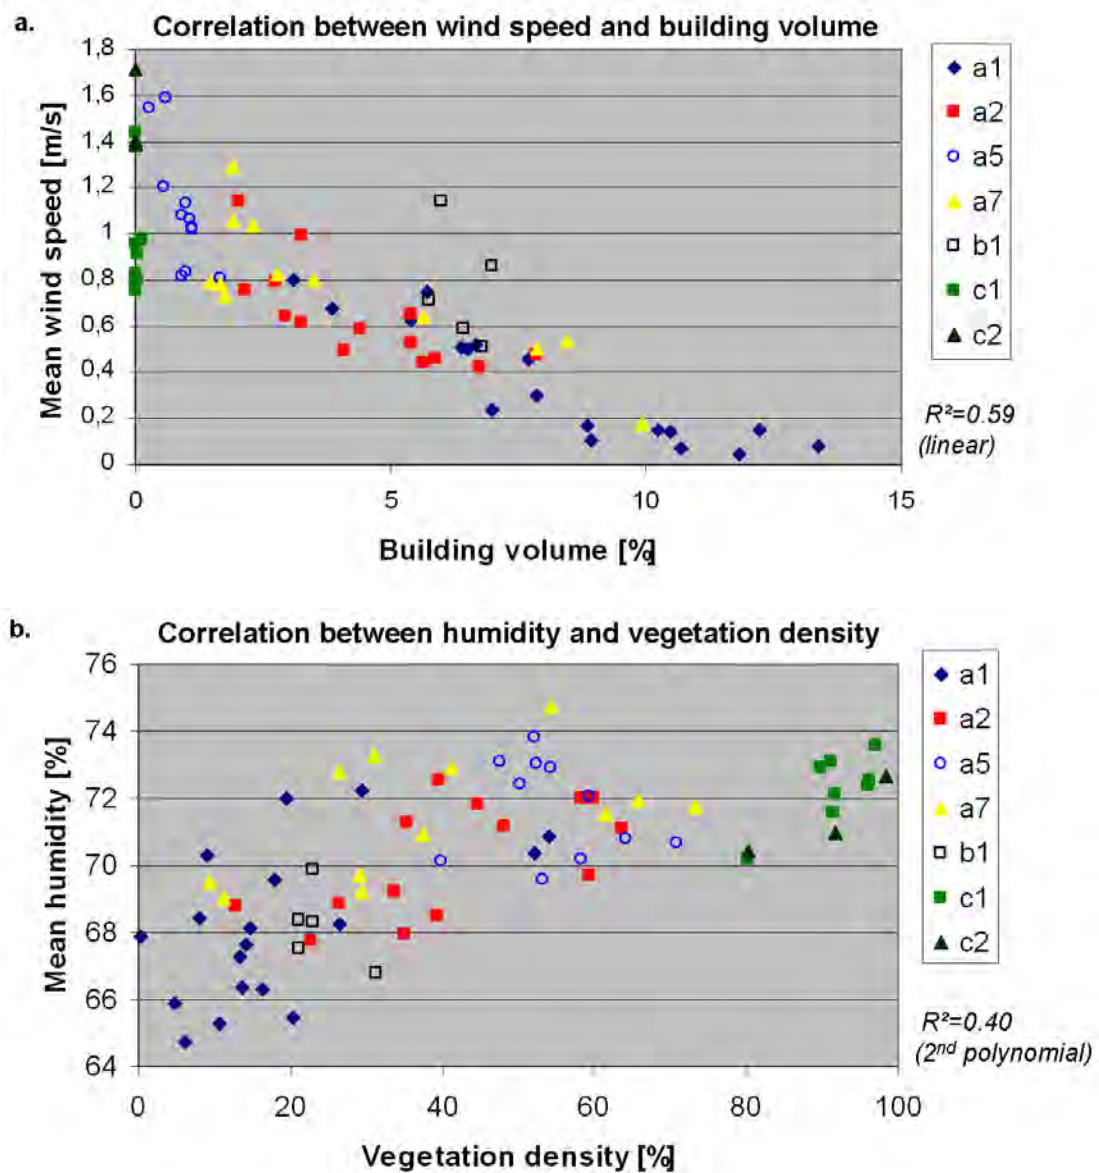 a.
Correlation between wind speed and building volume
1,8
1,6
1,4
1,2
1
0,8
0,6
0,4
0,2
0
Mean wind speed [m/s]
0
5
10
15
Building volume [%]
a1
a2
a5
a7
b1
c1
c2
R²=0.59
(linear)
b.
Correlation between humidity and vegetation density
76
74
72
70
68
66
64
Mean humidity [%]
0
20
40
60
80
100
Vegetation density [%]
a1
a2
a5
a7
b1
c1
c2
R²=0.40
(2nd polynomial)